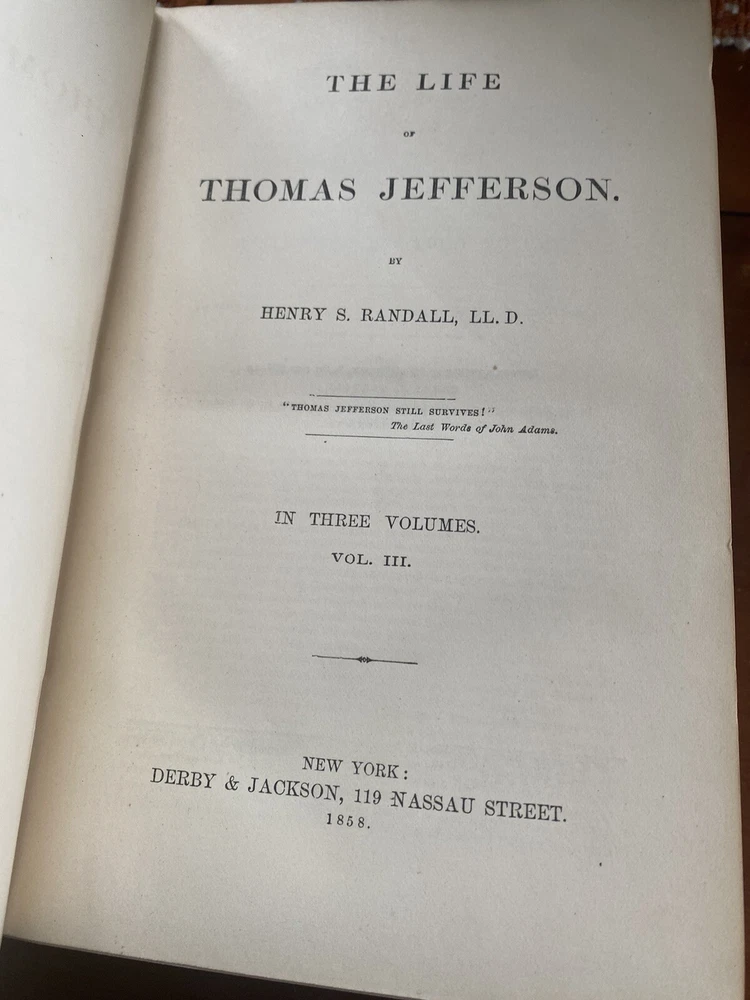 THE LIFE
OF
THOMAS JEFFERSON.
BY
HENRY S. RANDALL, LL. D.
"THOMAS JEFFERSON STILL SURVIVES!"
The Last Words of John Adams.
IN THREE VOLUMES.
VOL. III.
NEW YORK:
DERBY & JACKSON, 119 NASSAU STREET.
1858.